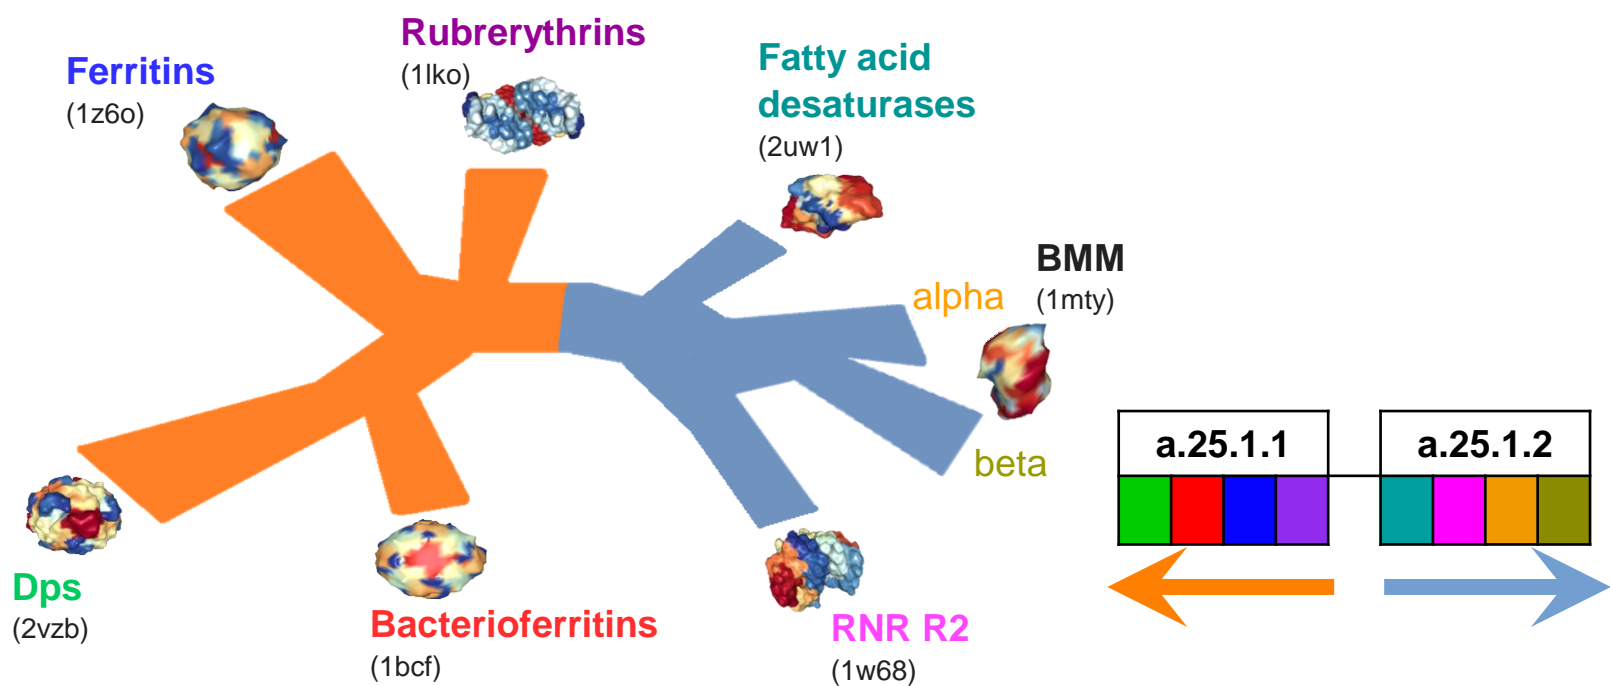 Rubrerythrins
(1lko)
Ferritins
(1z6o)
Fatty acid
desaturases
(2uw1)
BMM
(1mty)
alpha
beta
a.25.1.1
a.25.1.2
Dps
(2vzb)
Bacterioferritins
(1bcf)
RNR R2
(1w68)